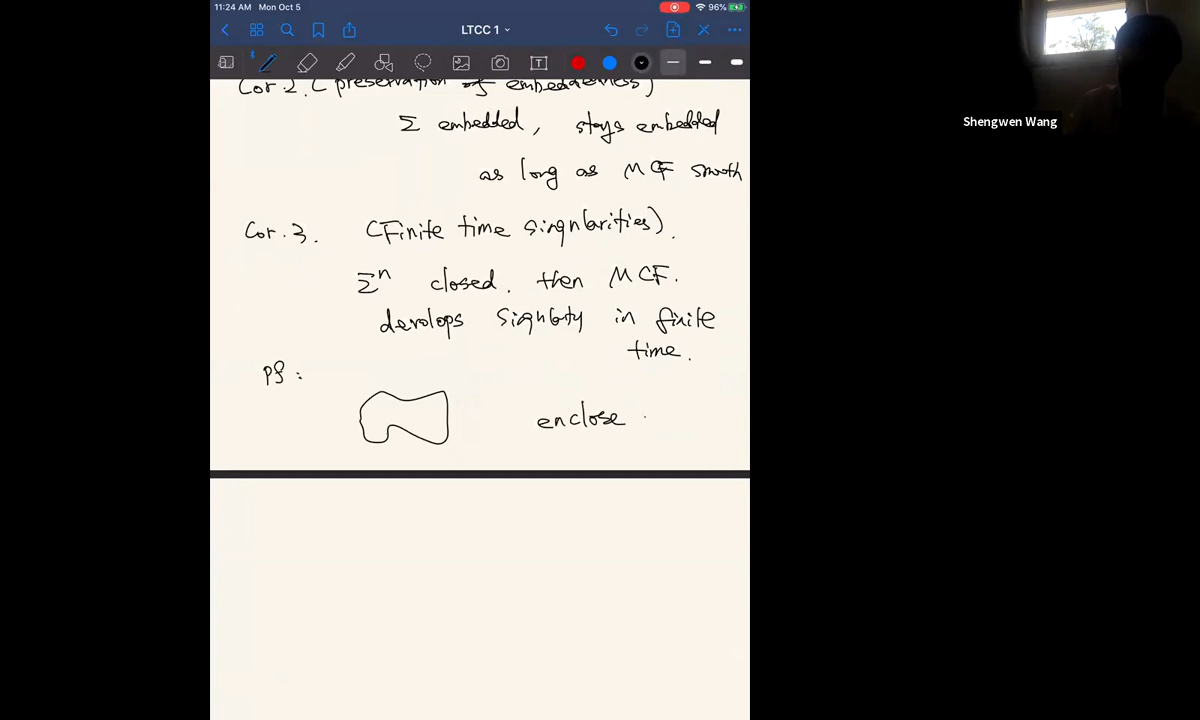 11:24 AM Mon Oct 5
96%
LTCC 1
T
Cor. 2. ( preservation of embeddedness)
Σ embedded, stays embedded
as long as MCF smooth
Shengwen Wang
Cor. 3. (Finite time singularities).
Σⁿ closed. then MCF.
devolops singulaty in finite
time.
pf :
enclose